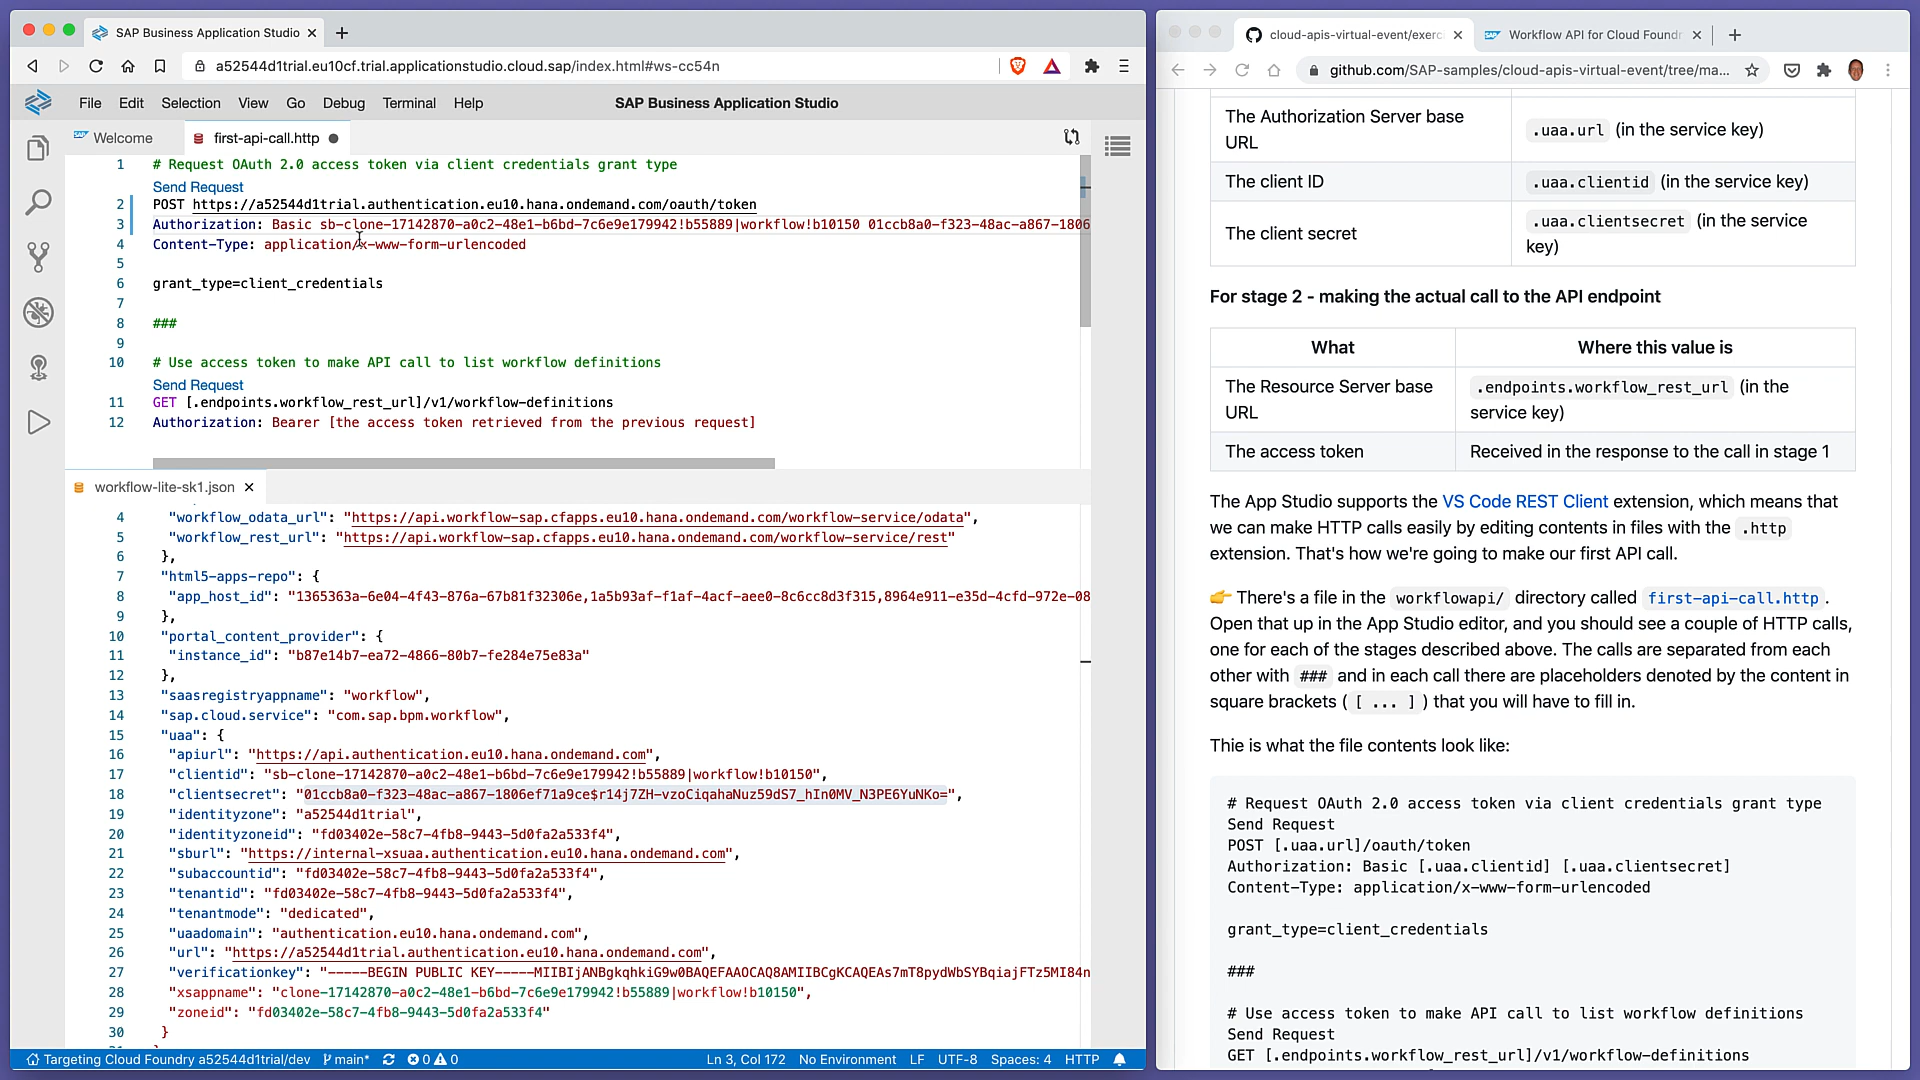 SAP Business Application Studio
a52544d1trial.eu10cf.trial.applicationstudio.cloud.sap/index.html#ws-cc54n
File Edit Selection View Go Debug Terminal Help
SAP Business Application Studio
Welcome
first-api-call.http
1 # Request OAuth 2.0 access token via client credentials grant type
Send Request
2 POST https://a52544d1trial.authentication.eu10.hana.ondemand.com/oauth/token
3 Authorization: Basic sb-clone-17142870-a0c2-48e1-b6bd-7c6e9e179942!b55889|workflow!b10150 01ccb8a0-f323-48ac-a867-1806
4 Content-Type: application/x-www-form-urlencoded
5
6 grant_type=client_credentials
7
8 ###
9
10 # Use access token to make API call to list workflow definitions
Send Request
11 GET [.endpoints.workflow_rest_url]/v1/workflow-definitions
12 Authorization: Bearer [the access token retrieved from the previous request]
workflow-lite-sk1.json
4 "workflow_odata_url": "https://api.workflow-sap.cfapps.eu10.hana.ondemand.com/workflow-service/odata",
5 "workflow_rest_url": "https://api.workflow-sap.cfapps.eu10.hana.ondemand.com/workflow-service/rest"
6 },
7 "html5-apps-repo": {
8 "app_host_id": "1365363a-6e04-4f43-876a-67b81f32306e,1a5b93af-f1af-4acf-aee0-8c6cc8d3f315,8964e911-e35d-4cfd-972e-08
9 },
10 "portal_content_provider": {
11 "instance_id": "b87e14b7-ea72-4866-80b7-fe284e75e83a"
12 },
13 "saasregistryappname": "workflow",
14 "sap.cloud.service": "com.sap.bpm.workflow",
15 "uaa": {
16 "apiurl": "https://api.authentication.eu10.hana.ondemand.com",
17 "clientid": "sb-clone-17142870-a0c2-48e1-b6bd-7c6e9e179942!b55889|workflow!b10150",
18 "clientsecret": "01ccb8a0-f323-48ac-a867-1806ef71a9ce$r14j7ZH-vzoCiqahaNuz59dS7_hIn0MV_N3PE6YuNKo=",
19 "identityzone": "a52544d1trial",
20 "identityzoneid": "fd03402e-58c7-4fb8-9443-5d0fa2a533f4",
21 "sburl": "https://internal-xsuaa.authentication.eu10.hana.ondemand.com",
22 "subaccountid": "fd03402e-58c7-4fb8-9443-5d0fa2a533f4",
23 "tenantid": "fd03402e-58c7-4fb8-9443-5d0fa2a533f4",
24 "tenantmode": "dedicated",
25 "uaadomain": "authentication.eu10.hana.ondemand.com",
26 "url": "https://a52544d1trial.authentication.eu10.hana.ondemand.com",
27 "verificationkey": "-----BEGIN PUBLIC KEY-----MIIBIjANBgkqhkiG9w0BAQEFAAOCAQ8AMIIBCgKCAQEAs7mT8pydWbSYBqiajFTz5MI84n
28 "xsappname": "clone-17142870-a0c2-48e1-b6bd-7c6e9e179942!b55889|workflow!b10150",
29 "zoneid": "fd03402e-58c7-4fb8-9443-5d0fa2a533f4"
30 }
Targeting Cloud Foundry a52544d1trial/dev main* 0 0 Ln 3, Col 172 No Environment LF UTF-8 Spaces: 4 HTTP
cloud-apis-virtual-event/exerc
Workflow API for Cloud Foundr
github.com/SAP-samples/cloud-apis-virtual-event/tree/ma...
The Authorization Server base URL
.uaa.url (in the service key)
The client ID
.uaa.clientid (in the service key)
The client secret
.uaa.clientsecret (in the service key)
For stage 2 - making the actual call to the API endpoint
What
Where this value is
The Resource Server base URL
.endpoints.workflow_rest_url (in the service key)
The access token
Received in the response to the call in stage 1
The App Studio supports the VS Code REST Client extension, which means that
we can make HTTP calls easily by editing contents in files with the .http
extension. That's how we're going to make our first API call.
👉 There's a file in the workflowapi/ directory called first-api-call.http .
Open that up in the App Studio editor, and you should see a couple of HTTP calls,
one for each of the stages described above. The calls are separated from each
other with ### and in each call there are placeholders denoted by the content in
square brackets ( [ ... ] ) that you will have to fill in.
Thie is what the file contents look like:
# Request OAuth 2.0 access token via client credentials grant type
Send Request
POST [.uaa.url]/oauth/token
Authorization: Basic [.uaa.clientid] [.uaa.clientsecret]
Content-Type: application/x-www-form-urlencoded
grant_type=client_credentials
###
# Use access token to make API call to list workflow definitions
Send Request
GET [.endpoints.workflow_rest_url]/v1/workflow-definitions